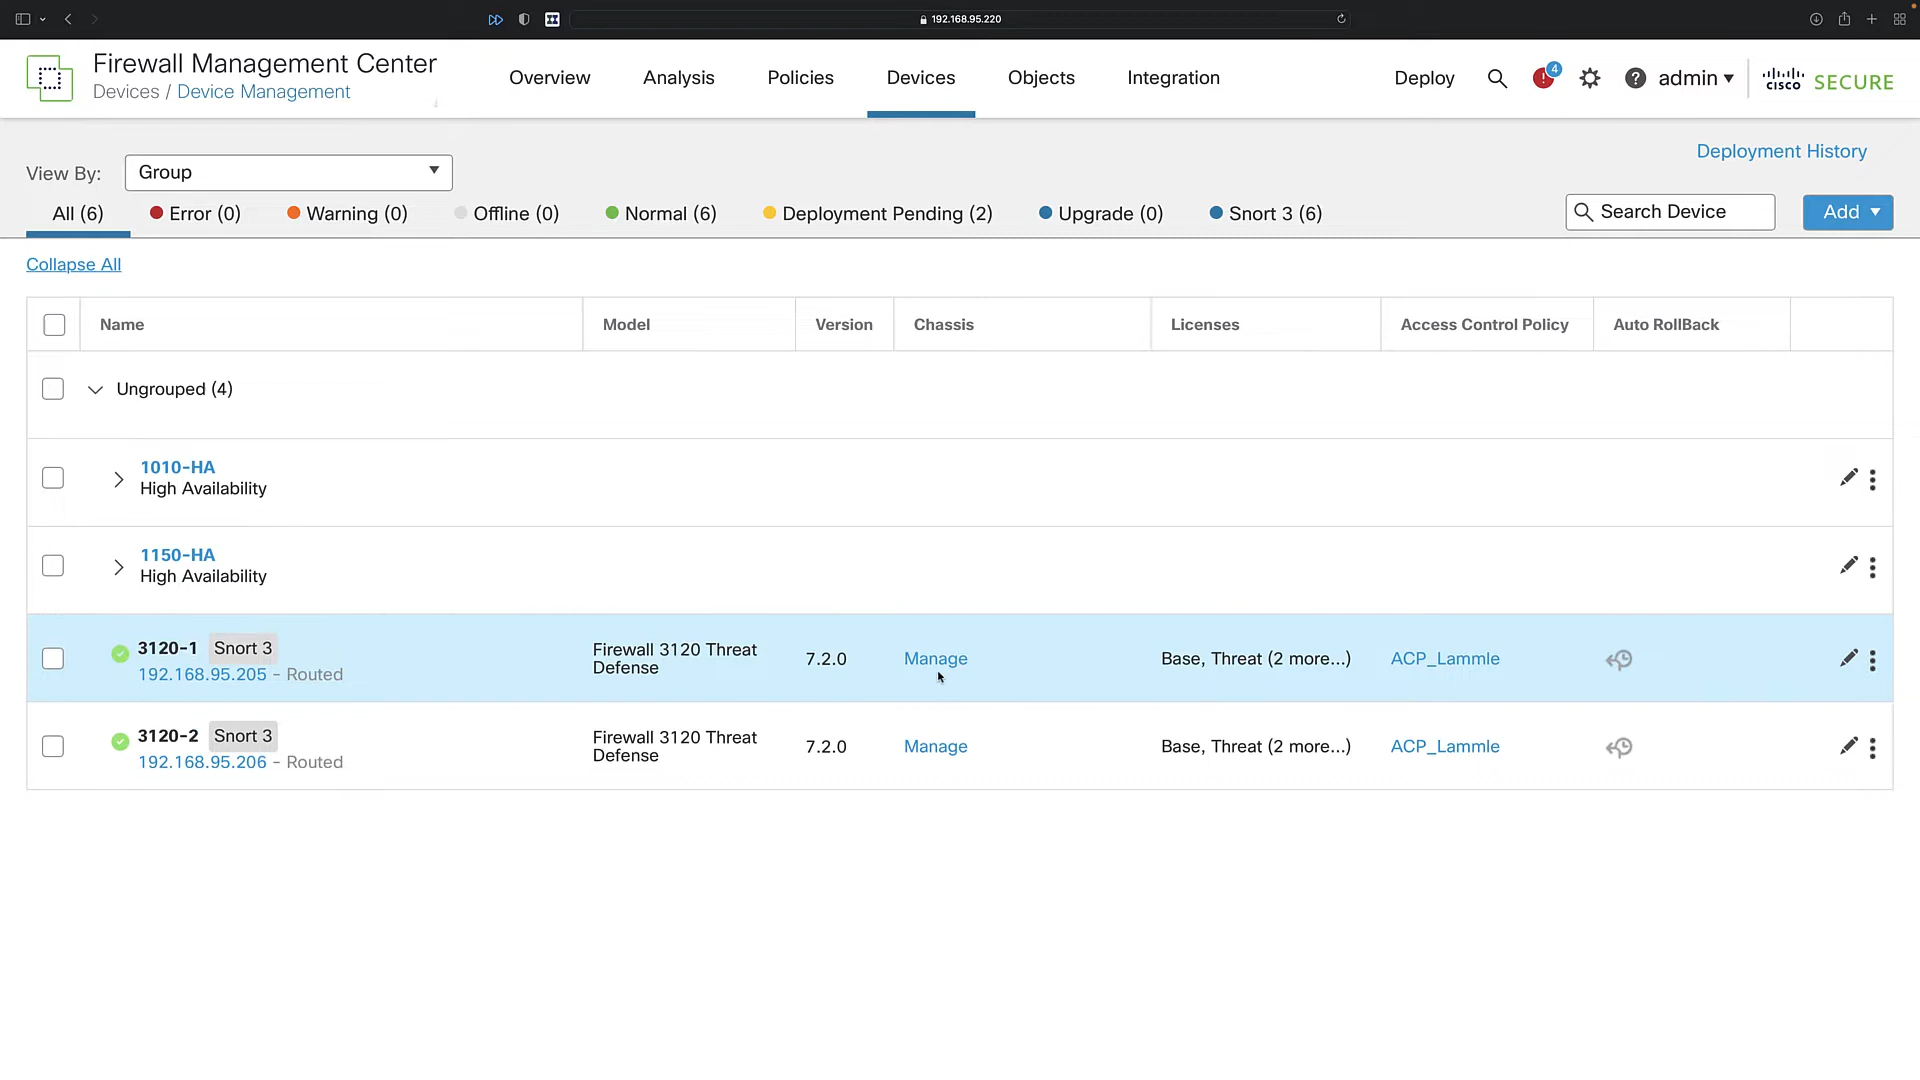 192.168.95.220
Firewall Management Center
Devices / Device Management
Overview
Analysis
Policies
Devices
Objects
Integration
Deploy
4
admin
cisco SECURE
Deployment History
View By:
Group
All (6)
Error (0)
Warning (0)
Offline (0)
Normal (6)
Deployment Pending (2)
Upgrade (0)
Snort 3 (6)
Search Device
Add
Collapse All
Name
Model
Version
Chassis
Licenses
Access Control Policy
Auto RollBack
Ungrouped (4)
1010-HA
High Availability
1150-HA
High Availability
3120-1 Snort 3
192.168.95.205 - Routed
Firewall 3120 Threat
Defense
7.2.0
Manage
Base, Threat (2 more...)
ACP_Lammle
3120-2 Snort 3
192.168.95.206 - Routed
Firewall 3120 Threat
Defense
7.2.0
Manage
Base, Threat (2 more...)
ACP_Lammle